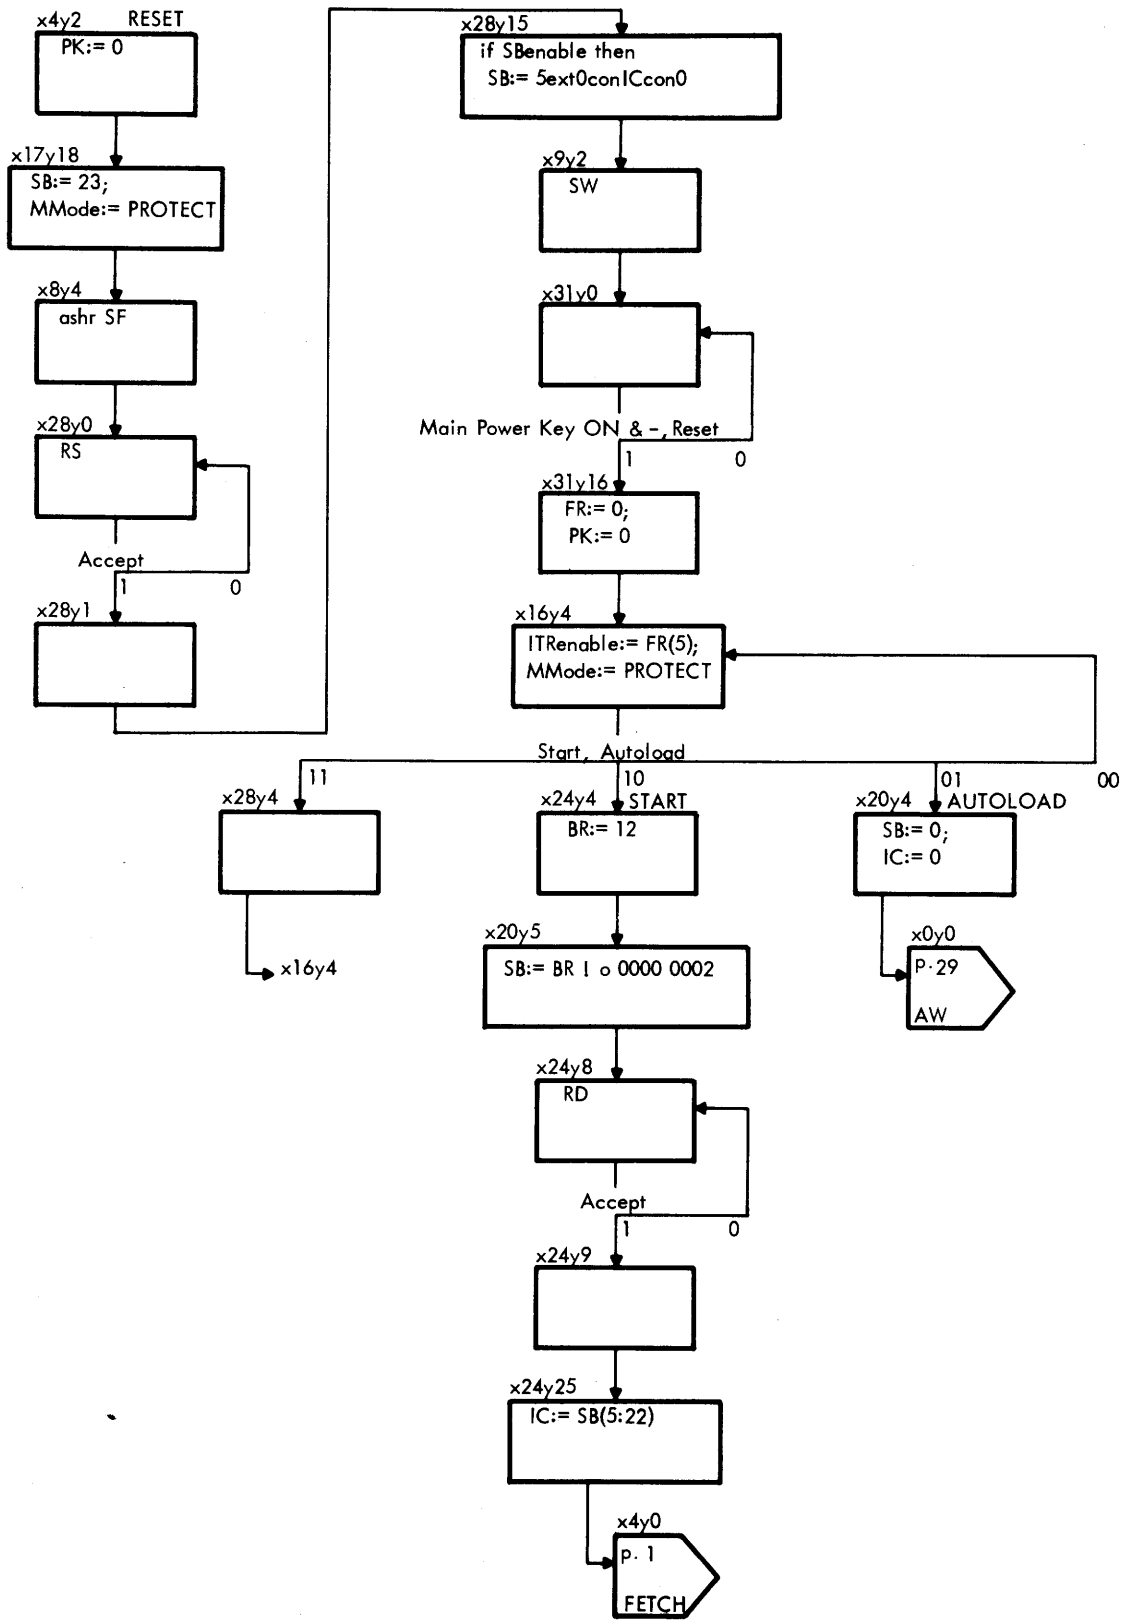 x4y2 RESET
PK:= 0
x17y18
SB:= 23;
MMode:= PROTECT
x8y4
ashr SF
x28y0
RS
Accept
1 0
x28y1
x28y15
if SBenable then
SB:= 5ext0conICcon0
x9y2
SW
x31y0
Main Power Key ON & -, Reset
1 0
x31y16
FR:= 0;
PK:= 0
x16y4
ITRenable:= FR(5);
MMode:= PROTECT
Start, Autoload
11 10 01 00
x28y4
x16y4
x24y4 START
BR:= 12
x20y5
SB:= BR ! o 0000 0002
x24y8
RD
Accept
1 0
x24y9
x24y25
IC:= SB(5:22)
x4y0
p. 1
FETCH
x20y4 AUTOLOAD
SB:= 0;
IC:= 0
x0y0
p. 29
AW